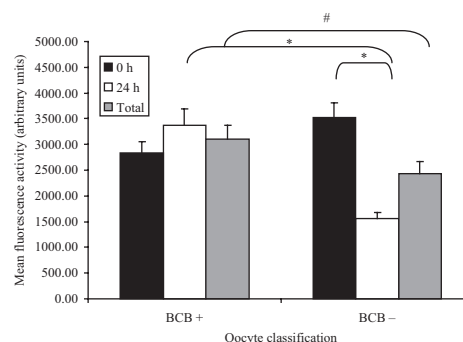 #
*
*
5000.00
4500.00
4000.00
3500.00
3000.00
2500.00
2000.00
1500.00
1000.00
500.00
0.00
Mean fluorescence activity (arbitrary units)
0 h
24 h
Total
BCB +
BCB –
Oocyte classification